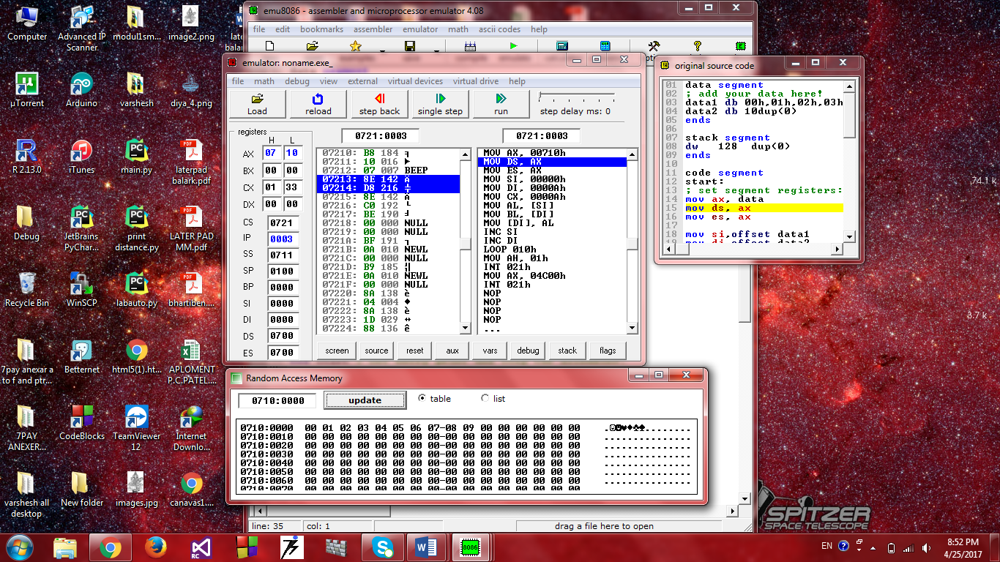 Computer
Advanced IP Scanner
modul1sm...
image2.png
µTorrent
Arduino
varshesh
diya_4.png
R 2.13.0
iTunes
main.py
laterpad balark.pdf
Debug
JetBrains PyChar...
print distance.py
LATER PAD MM.pdf
Recycle Bin
WinSCP
labauto.py
bhartiben....
7pay anexar a to f and ptr...
Betternet
html5(1).ht...
APLOMENT P.C.PATEL....
7PAY ANEXER...
CodeBlocks
TeamViewer 12
Internet Downlo...
varshesh all desktop
New folder
images.jpg
canavas1....
emu8086 - assembler and microprocessor emulator 4.08
file edit bookmarks assembler emulator math ascii codes help
emulator: noname.exe_
file math debug view external virtual devices virtual drive help
Load reload step back single step run step delay ms: 0
registers
H L
0721:0003 0721:0003
AX 07 10
BX 00 00
CX 01 33
DX 00 00
CS 0721
IP 0003
SS 0711
SP 0100
BP 0000
SI 0000
DI 0000
DS 0700
ES 0700
07210: B8 184 ╕
07211: 10 016 ►
07212: 07 007 BEEP
07213: 8E 142 Ä
07214: D8 216 ╪
07215: 8E 142 Ä
07216: C0 192 └
07217: BE 190 ╛
07218: 00 000 NULL
07219: 00 000 NULL
0721A: BF 191 ┐
0721B: 0A 010 NEWL
0721C: 00 000 NULL
0721D: B9 185 ╣
0721E: 0A 010 NEWL
0721F: 00 000 NULL
07220: 8A 138 è
07221: 04 004 ♦
07222: 8A 138 è
07223: 1D 029 ↔
07224: 88 136 ê
MOV AX, 00710h
MOV DS, AX
MOV ES, AX
MOV SI, 00000h
MOV DI, 0000Ah
MOV CX, 0000Ah
MOV AL, [SI]
MOV BL, [DI]
MOV [DI], AL
INC SI
INC DI
LOOP 010h
MOV AH, 01h
INT 021h
MOV AX, 04C00h
INT 021h
NOP
NOP
NOP
NOP
...
screen source reset aux vars debug stack flags
original source code
01 data segment
02 ; add your data here!
03 data1 db 00h,01h,02h,03h
04 data2 db 10dup(0)
05 ends
06
07 stack segment
08 dw 128 dup(0)
09 ends
10
11 code segment
12 start:
13 ; set segment registers:
14 mov ax, data
15 mov ds, ax
16 mov es, ax
17
18 mov si,offset data1
19 mov di,offset data2
74.1 k
3.7 k
Random Access Memory
0710:0000 update table list
0710:0000 00 01 02 03 04 05 06 07-08 09 00 00 00 00 00 00
0710:0010 00 00 00 00 00 00 00 00-00 00 00 00 00 00 00 00 ................
0710:0020 00 00 00 00 00 00 00 00-00 00 00 00 00 00 00 00 ................
0710:0030 00 00 00 00 00 00 00 00-00 00 00 00 00 00 00 00 ................
0710:0040 00 00 00 00 00 00 00 00-00 00 00 00 00 00 00 00 ................
0710:0050 00 00 00 00 00 00 00 00-00 00 00 00 00 00 00 00 ................
0710:0060 00 00 00 00 00 00 00 00-00 00 00 00 00 00 00 00 ................
0710:0070 00 00 00 00 00 00 00 00-00 00 00 00 00 00 00 00
line: 35 col: 1 drag a file here to open
SPITZER
SPACE TELESCOPE
EN
8:52 PM
4/25/2017